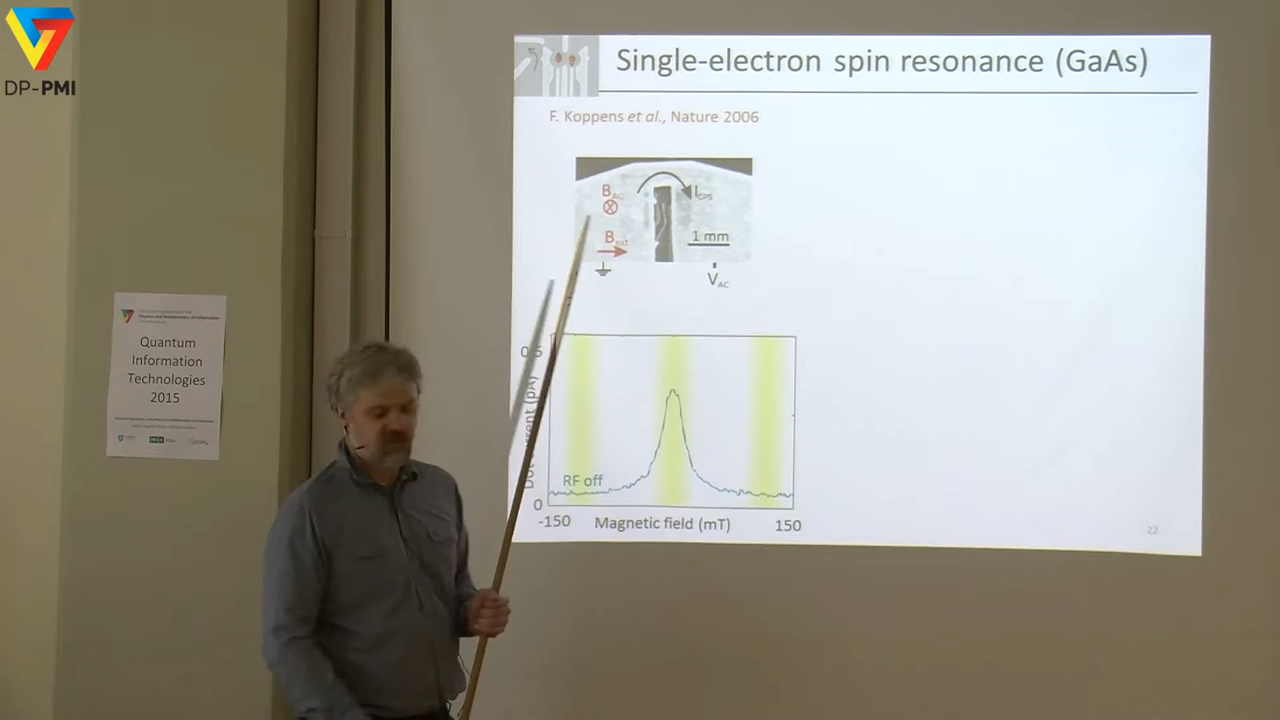 DP-PMI
Quantum
Information
Technologies
2015
Single-electron spin resonance (GaAs)
F. Koppens et al., Nature 2006
B_AC
I_CPS
B_ext
1 mm
V_AC
RF off
0
-150
Magnetic field (mT)
150
22